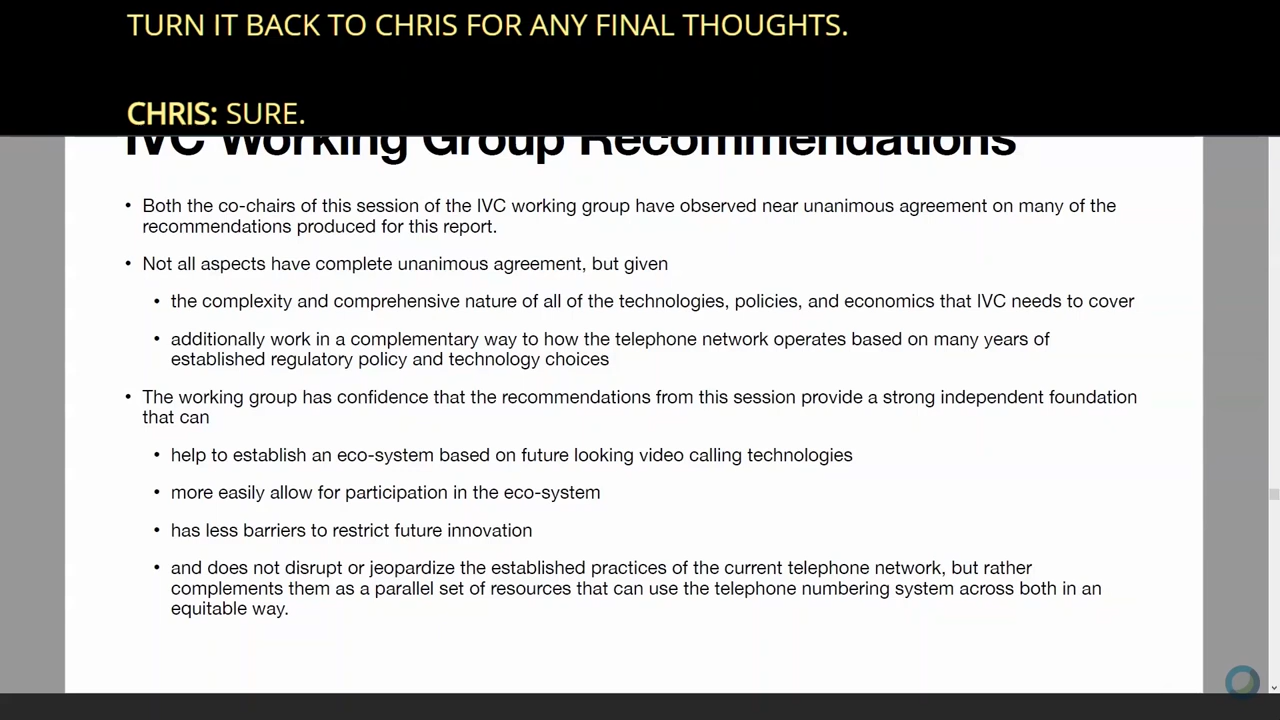 TURN IT BACK TO CHRIS FOR ANY FINAL THOUGHTS.
CHRIS: SURE.
IVC Working Group Recommendations
• Both the co-chairs of this session of the IVC working group have observed near unanimous agreement on many of the
recommendations produced for this report.
• Not all aspects have complete unanimous agreement, but given
• the complexity and comprehensive nature of all of the technologies, policies, and economics that IVC needs to cover
• additionally work in a complementary way to how the telephone network operates based on many years of
established regulatory policy and technology choices
• The working group has confidence that the recommendations from this session provide a strong independent foundation
that can
• help to establish an eco-system based on future looking video calling technologies
• more easily allow for participation in the eco-system
• has less barriers to restrict future innovation
• and does not disrupt or jeopardize the established practices of the current telephone network, but rather
complements them as a parallel set of resources that can use the telephone numbering system across both in an
equitable way.